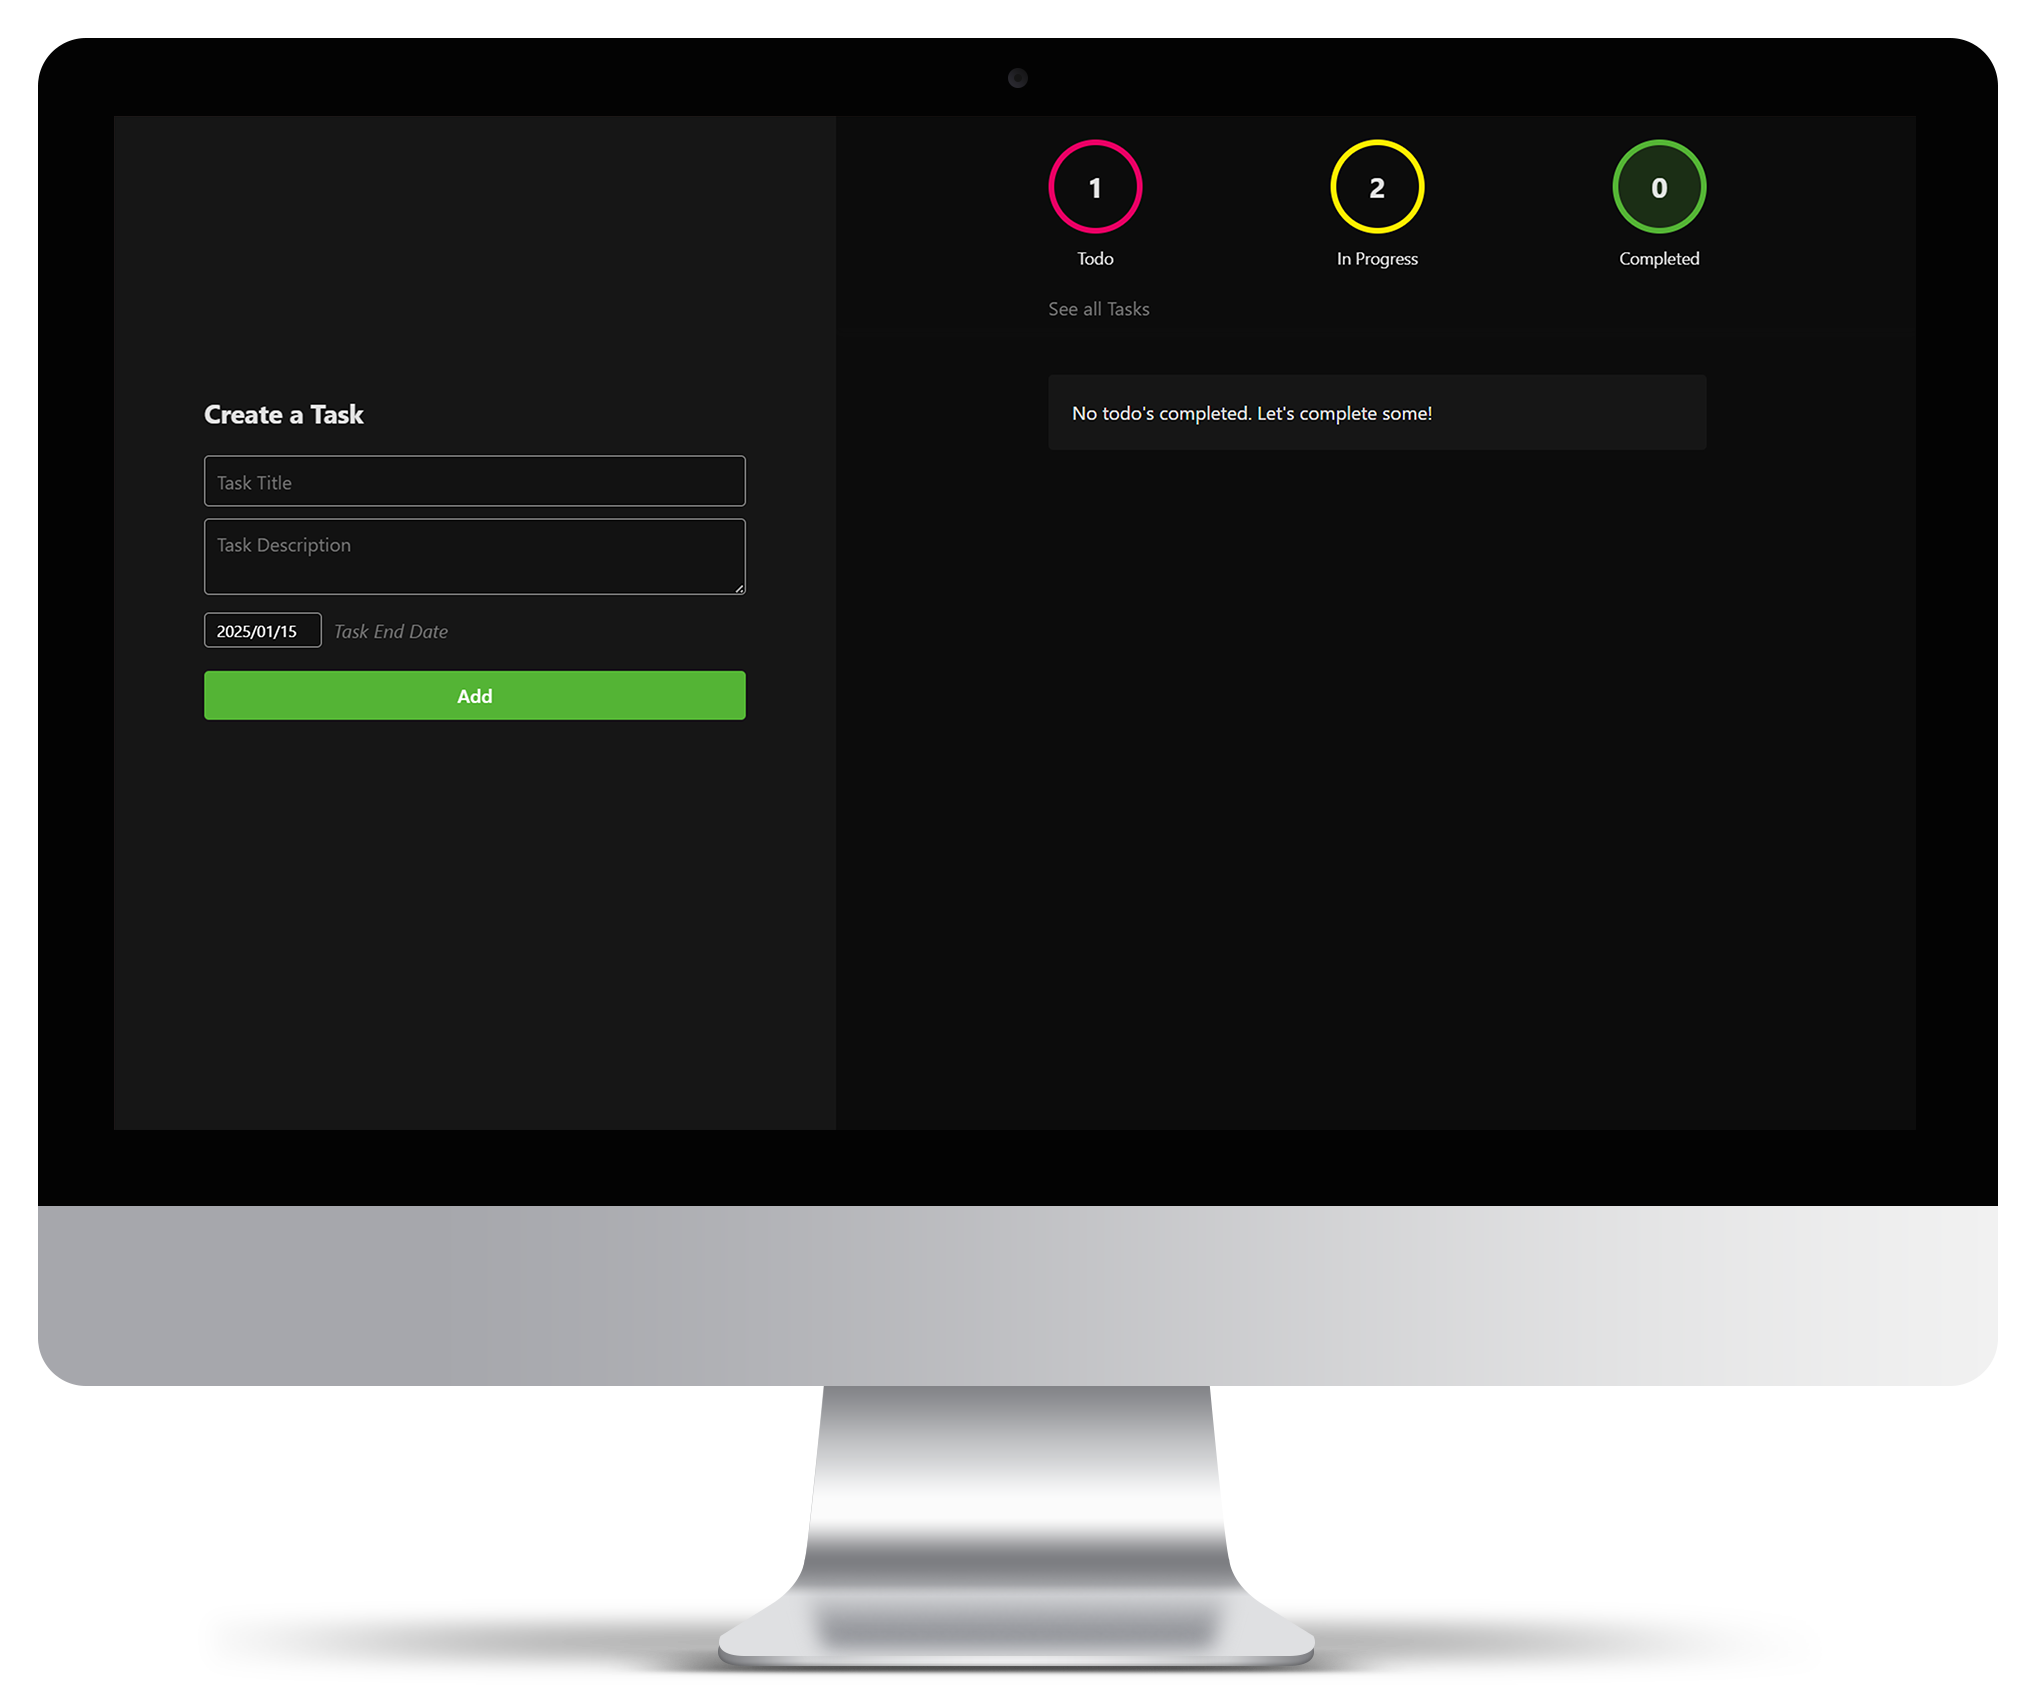 Create a Task
Task Title
Task Description
2025/01/15 Task End Date
Add
1
Todo
2
In Progress
0
Completed
See all Tasks
No todo's completed. Let's complete some!